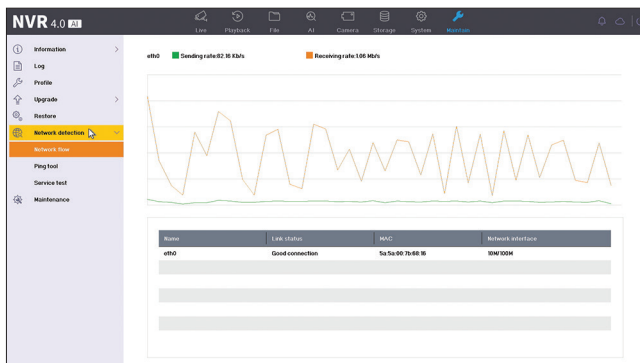 NVR 4.0 AI
Live Playback File AI Camera Storage System Maintain
Information
Log
Profile
Upgrade
Restore
Network detection
Network flow
Ping tool
Service test
Maintenance
eth0 Sending rate:62.16 Kb/s Receiving rate:1.06 Mb/s
Name Link status MAC Network interface
eth0 Good connection 5a:5a:00:7b:68:16 10M/100M